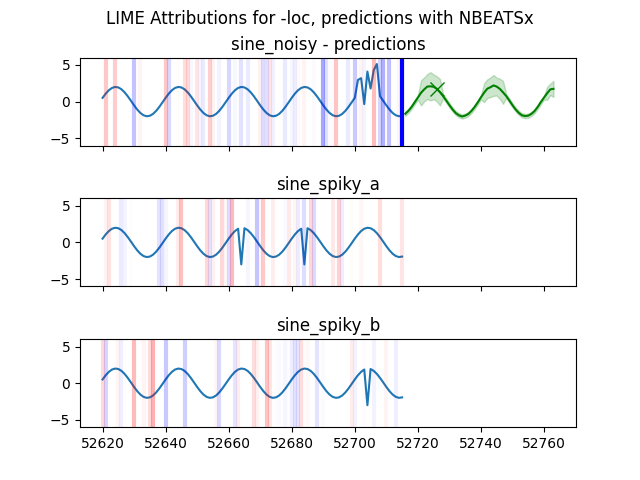 LIME Attributions for -loc, predictions with NBEATSx
sine_noisy - predictions
5
0
−5
sine_spiky_a
5
0
−5
sine_spiky_b
5
0
−5
52620 52640 52660 52680 52700 52720 52740 52760